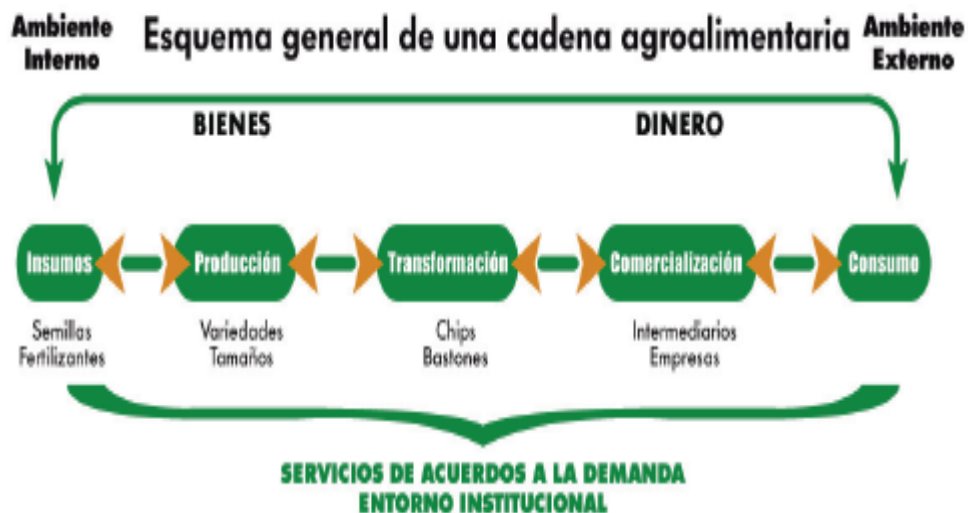 Ambiente
Interno
Esquema general de una cadena agroalimentaria
Ambiente
Externo
BIENES
DINERO
Insumos
Producción
Transformación
Comercialización
Consumo
Semillas
Fertilizantes
Variedades
Tamaños
Chips
Bastones
Intermediarios
Empresas
SERVICIOS DE ACUERDOS A LA DEMANDA
ENTORNO INSTITUCIONAL